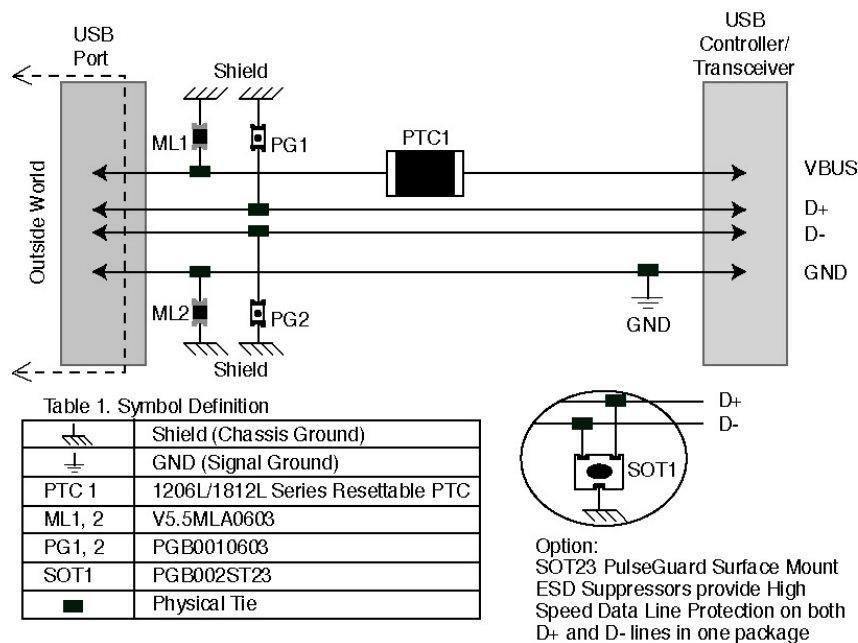 USB
Port
USB
Controller/
Transceiver
Shield
ML1
PG1
PTC1
VBUS
D+
D-
Outside World
GND
ML2
PG2
GND
Shield
Table 1. Symbol Definition
Shield (Chassis Ground)
GND (Signal Ground)
PTC 1 1206L/1812L Series Resettable PTC
ML1, 2 V5.5MLA0603
PG1, 2 PGB0010603
SOT1 PGB002ST23
Physical Tie
D+
D-
SOT1
Option:
SOT23 PulseGuard Surface Mount
ESD Suppressors provide High
Speed Data Line Protection on both
D+ and D- lines in one package